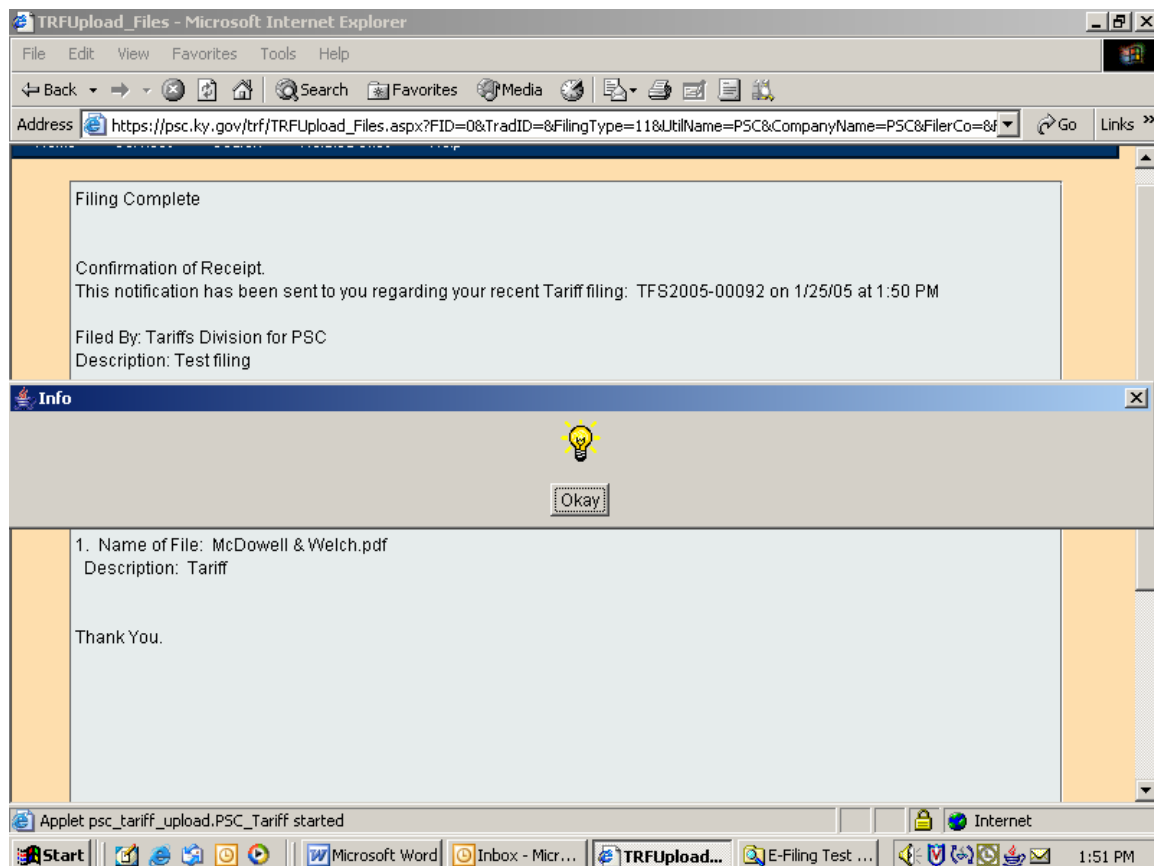 TRFUpload_Files - Microsoft Internet Explorer
File Edit View Favorites Tools Help
Back Search Favorites Media
Address https://psc.ky.gov/trf/TRFUpload_Files.aspx?FID=0&TradID=&FilingType=11&UtilName=PSC&CompanyName=PSC&FilerCo=& Go Links »
Filing Complete
Confirmation of Receipt.
This notification has been sent to you regarding your recent Tariff filing: TFS2005-00092 on 1/25/05 at 1:50 PM
Filed By: Tariffs Division for PSC
Description: Test filing
Info
Okay
1. Name of File: McDowell & Welch.pdf
Description: Tariff
Thank You.
Applet psc_tariff_upload.PSC_Tariff started Internet
Start Microsoft Word Inbox - Micr... TRFUpload... E-Filing Test ... 1:51 PM